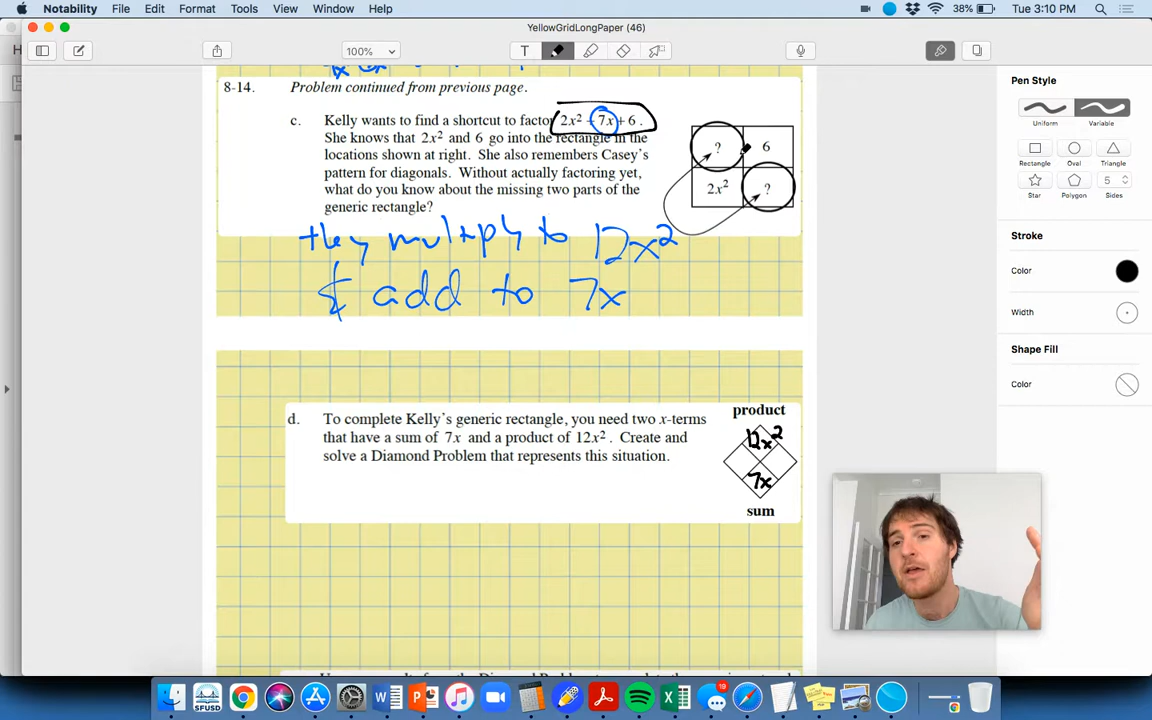 Notability File Edit View Tools Window Help 38% Tue 3:10 PM
YellowGridLongPaper (46)
100% T
8-14. Problem continued from previous page.
Pen Style
Uniform Variable
Rectangle Oval Triangle
5
Star Polygon Sides
Stroke
Color
Width
Shape Fill
Color
c. Kelly wants to find a shortcut to factor 2x² + 7x + 6.
She knows that 2x² and 6 go into the rectangle in the
locations shown at right. She also remembers Casey's
pattern for diagonals. Without actually factoring yet,
what do you know about the missing two parts of the
generic rectangle?
? 6
2x² ?
they multiply to 12x²
& add to 7x
d. To complete Kelly's generic rectangle, you need two x-terms
that have a sum of 7x and a product of 12x². Create and
solve a Diamond Problem that represents this situation.
product
12x²
7x
sum
SFUSD
19